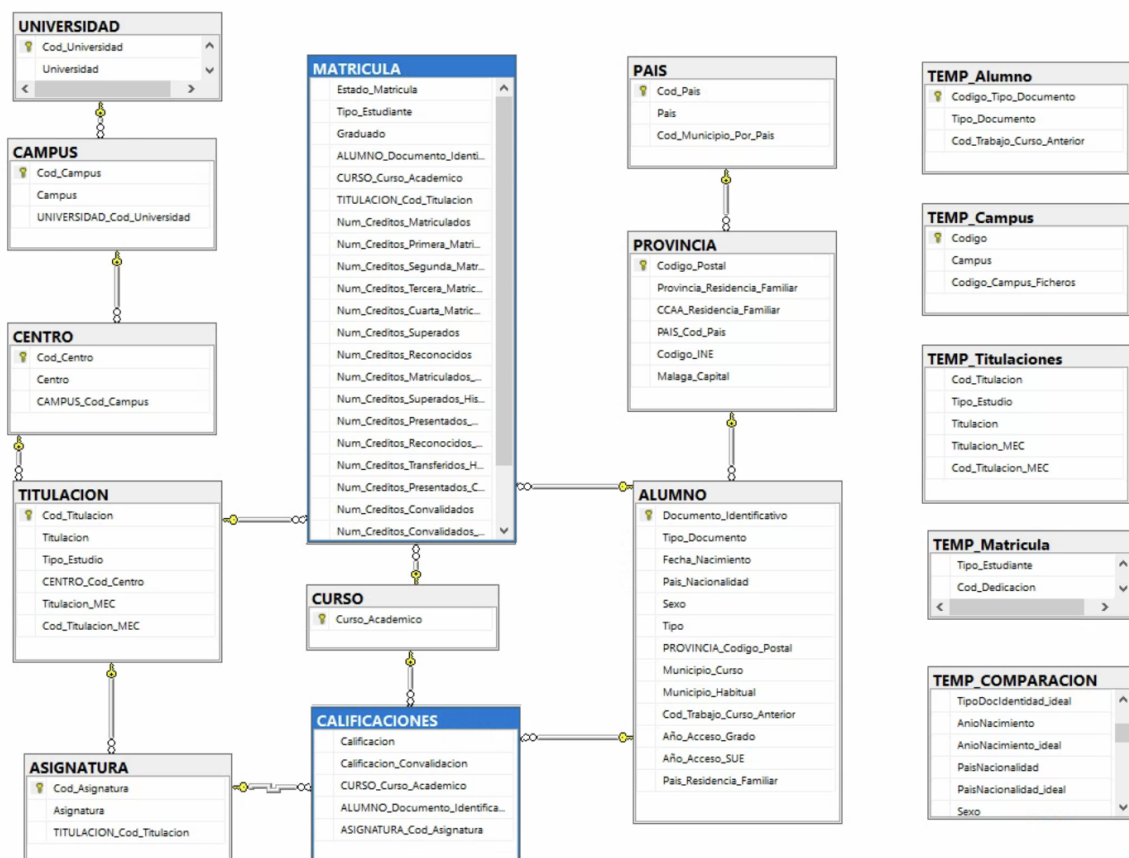 UNIVERSIDAD
Cod_Universidad
Universidad
CAMPUS
Cod_Campus
Campus
UNIVERSIDAD_Cod_Universidad
CENTRO
Cod_Centro
Centro
CAMPUS_Cod_Campus
TITULACION
Cod_Titulacion
Titulacion
Tipo_Estudio
CENTRO_Cod_Centro
Titulacion_MEC
Cod_Titulacion_MEC
ASIGNATURA
Cod_Asignatura
Asignatura
TITULACION_Cod_Titulacion
MATRICULA
Estado_Matricula
Tipo_Estudiante
Graduado
ALUMNO_Documento_Identi...
CURSO_Curso_Academico
TITULACION_Cod_Titulacion
Num_Creditos_Matriculados
Num_Creditos_Primera_Matri...
Num_Creditos_Segunda_Matr...
Num_Creditos_Tercera_Matric...
Num_Creditos_Cuarta_Matric...
Num_Creditos_Superados
Num_Creditos_Reconocidos
Num_Creditos_Matriculados_...
Num_Creditos_Superados_His...
Num_Creditos_Presentados_...
Num_Creditos_Reconocidos_...
Num_Creditos_Transferidos_H...
Num_Creditos_Presentados_C...
Num_Creditos_Convalidados
Num_Creditos_Convalidados_...
CURSO
Curso_Academico
CALIFICACIONES
Calificacion
Calificacion_Convalidacion
CURSO_Curso_Academico
ALUMNO_Documento_Identifica...
ASIGNATURA_Cod_Asignatura
PAIS
Cod_Pais
Pais
Cod_Municipio_Por_Pais
PROVINCIA
Codigo_Postal
Provincia_Residencia_Familiar
CCAA_Residencia_Familiar
PAIS_Cod_Pais
Codigo_INE
Malaga_Capital
ALUMNO
Documento_Identificativo
Tipo_Documento
Fecha_Nacimiento
Pais_Nacionalidad
Sexo
Tipo
PROVINCIA_Codigo_Postal
Municipio_Curso
Municipio_Habitual
Cod_Trabajo_Curso_Anterior
Año_Acceso_Grado
Año_Acceso_SUE
Pais_Residencia_Familiar
TEMP_Alumno
Codigo_Tipo_Documento
Tipo_Documento
Cod_Trabajo_Curso_Anterior
TEMP_Campus
Codigo
Campus
Codigo_Campus_Ficheros
TEMP_Titulaciones
Cod_Titulacion
Tipo_Estudio
Titulacion
Titulacion_MEC
Cod_Titulacion_MEC
TEMP_Matricula
Tipo_Estudiante
Cod_Dedicacion
TEMP_COMPARACION
TipoDocIdentidad_ideal
AnioNacimiento
AnioNacimiento_ideal
PaisNacionalidad
PaisNacionalidad_ideal
Sexo